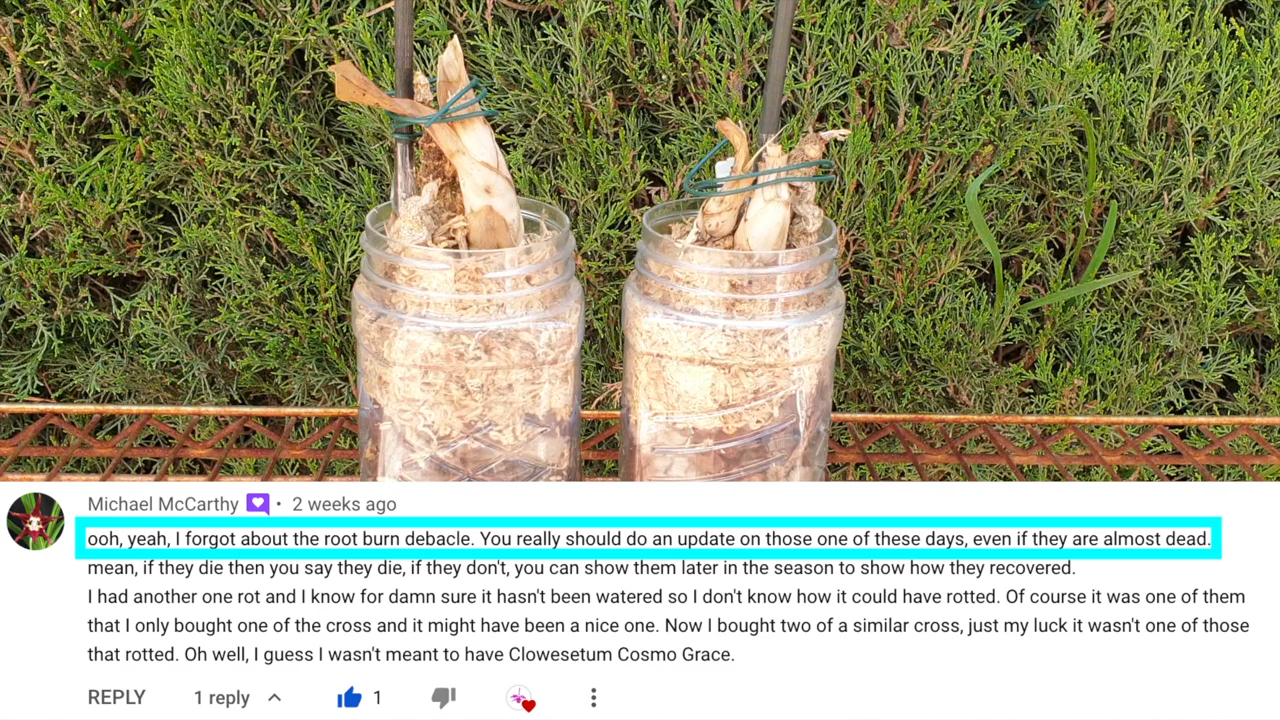 Michael McCarthy • 2 weeks ago
ooh, yeah, I forgot about the root burn debacle. You really should do an update on those one of these days, even if they are almost dead.
mean, if they die then you say they die, if they don't, you can show them later in the season to show how they recovered.
I had another one rot and I know for damn sure it hasn't been watered so I don't know how it could have rotted. Of course it was one of them
that I only bought one of the cross and it might have been a nice one. Now I bought two of a similar cross, just my luck it wasn't one of those
that rotted. Oh well, I guess I wasn't meant to have Clowesetum Cosmo Grace.
REPLY 1 reply 1